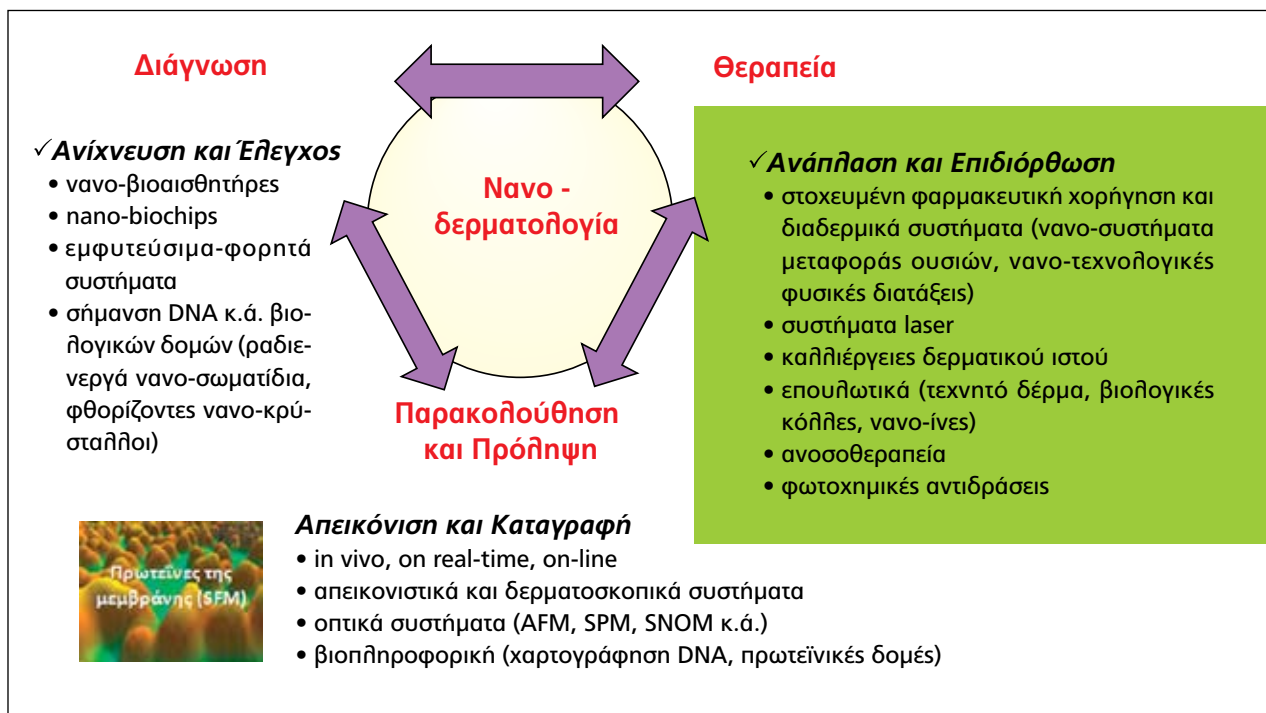 Διάγνωση
Θεραπεία
✓Ανίχνευση και Έλεγχος
• νανο-βιοαισθητήρες
• nano-biochips
• εμφυτεύσιμα-φορητά
συστήματα
• σήμανση DNA κ.ά. βιο-
λογικών δομών (ραδιε-
νεργά νανο-σωματίδια,
φθορίζοντες νανο-κρύ-
σταλλοι)
Νανο -
δερματολογία
✓Ανάπλαση και Επιδιόρθωση
• στοχευμένη φαρμακευτική χορήγηση και
διαδερμικά συστήματα (νανο-συστήματα
μεταφοράς ουσιών, νανο-τεχνολογικές
φυσικές διατάξεις)
• συστήματα laser
• καλλιέργειες δερματικού ιστού
• επουλωτικά (τεχνητό δέρμα, βιολογικές
κόλλες, νανο-ίνες)
• ανοσοθεραπεία
• φωτοχημικές αντιδράσεις
Παρακολούθηση
και Πρόληψη
Πρωτεΐνες της
μεμβράνης (SFM)
Απεικόνιση και Καταγραφή
• in vivo, on real-time, on-line
• απεικονιστικά και δερματοσκοπικά συστήματα
• οπτικά συστήματα (AFM, SPM, SNOM κ.ά.)
• βιοπληροφορική (χαρτογράφηση DNA, πρωτεϊνικές δομές)